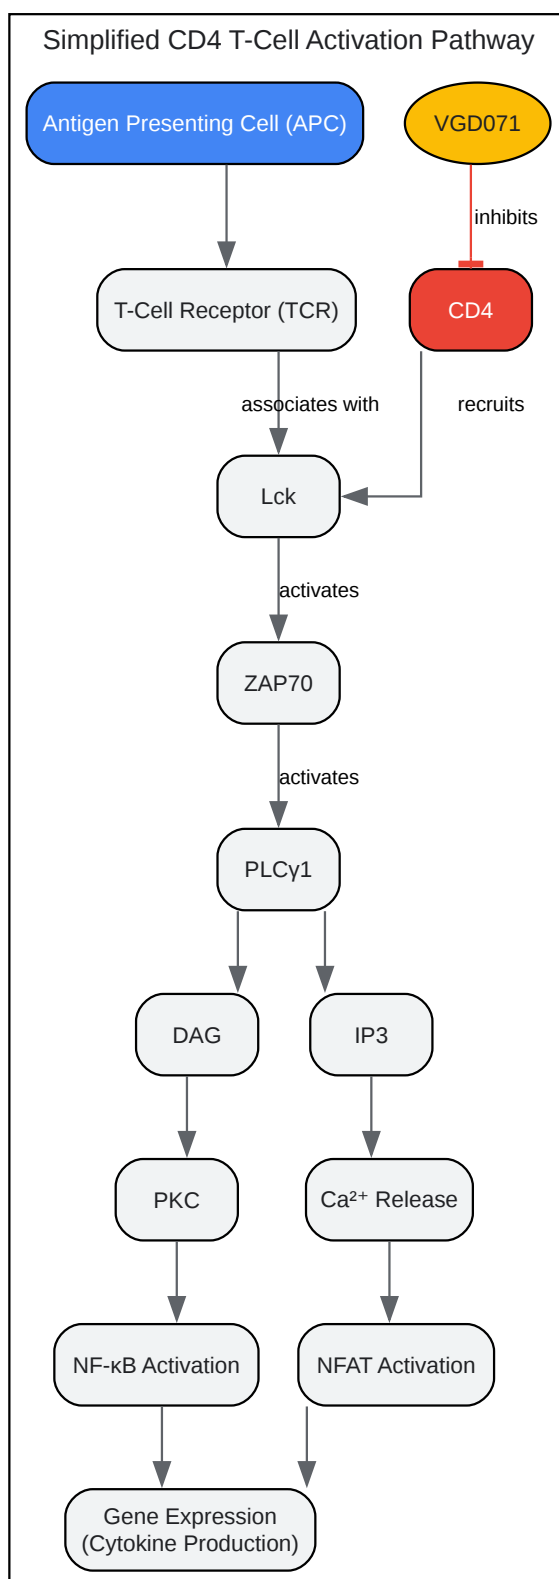 Simplified CD4 T-Cell Activation Pathway
Antigen Presenting Cell (APC)
VGD071
inhibits
T-Cell Receptor (TCR)
CD4
associates with
recruits
Lck
activates
ZAP70
activates
PLCγ1
DAG
IP3
PKC
Ca²⁺ Release
NF-κB Activation
NFAT Activation
Gene Expression
(Cytokine Production)